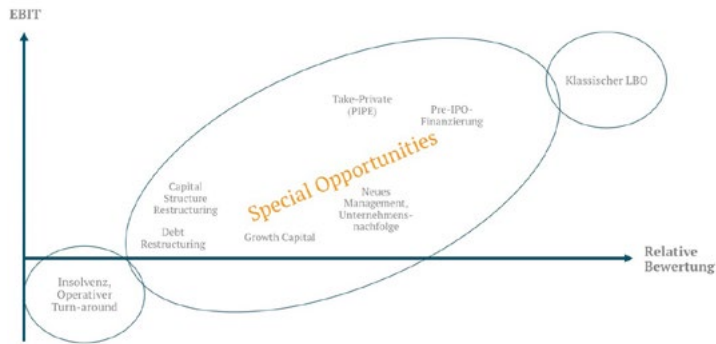 EBIT
Klassischer LBO
Take-Private
(PIPE)
Pre-IPO-
Finanzierung
Special Opportunities
Capital
Structure
Restructuring
Neues
Management,
Unternehmens-
nachfolge
Debt
Restructuring
Growth Capital
Relative
Bewertung
Insolvenz,
Operativer
Turn-around